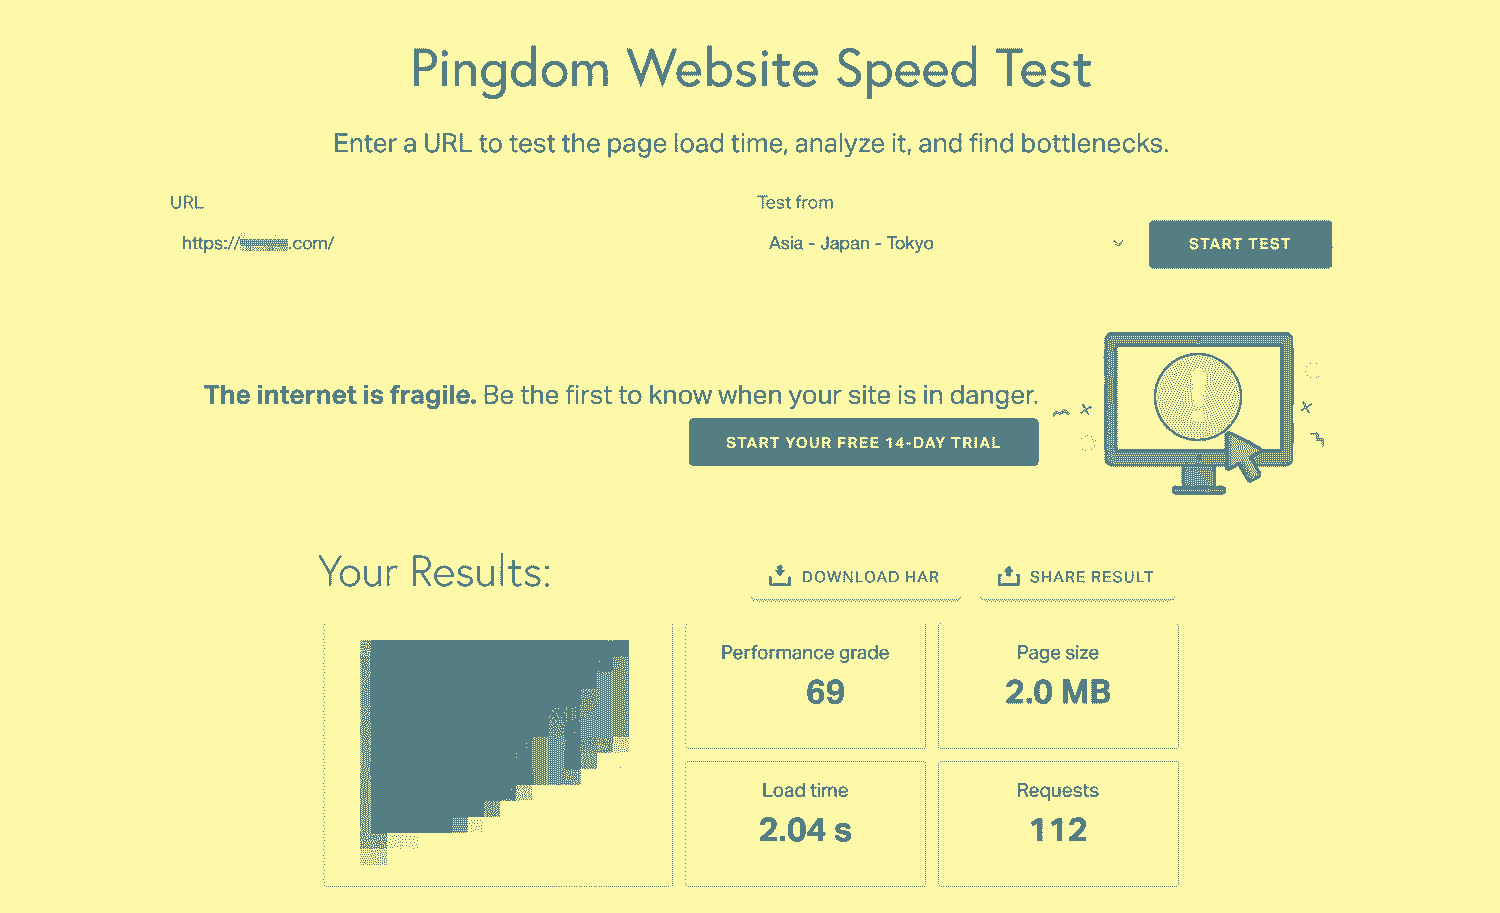 Pingdom Website Speed Test
Enter a URL to test the page load time, analyze it, and find bottlenecks.
URL
Test from
https://
.com/
Asia - Japan - Tokyo
START TEST
The internet is fragile. Be the first to know when your site is in danger.
START YOUR FREE 14-DAY TRIAL
Your Results:
DOWNLOAD HAR
SHARE RESULT
Performance grade
69
Page size
2.0 MB
Load time
2.04 s
Requests
112